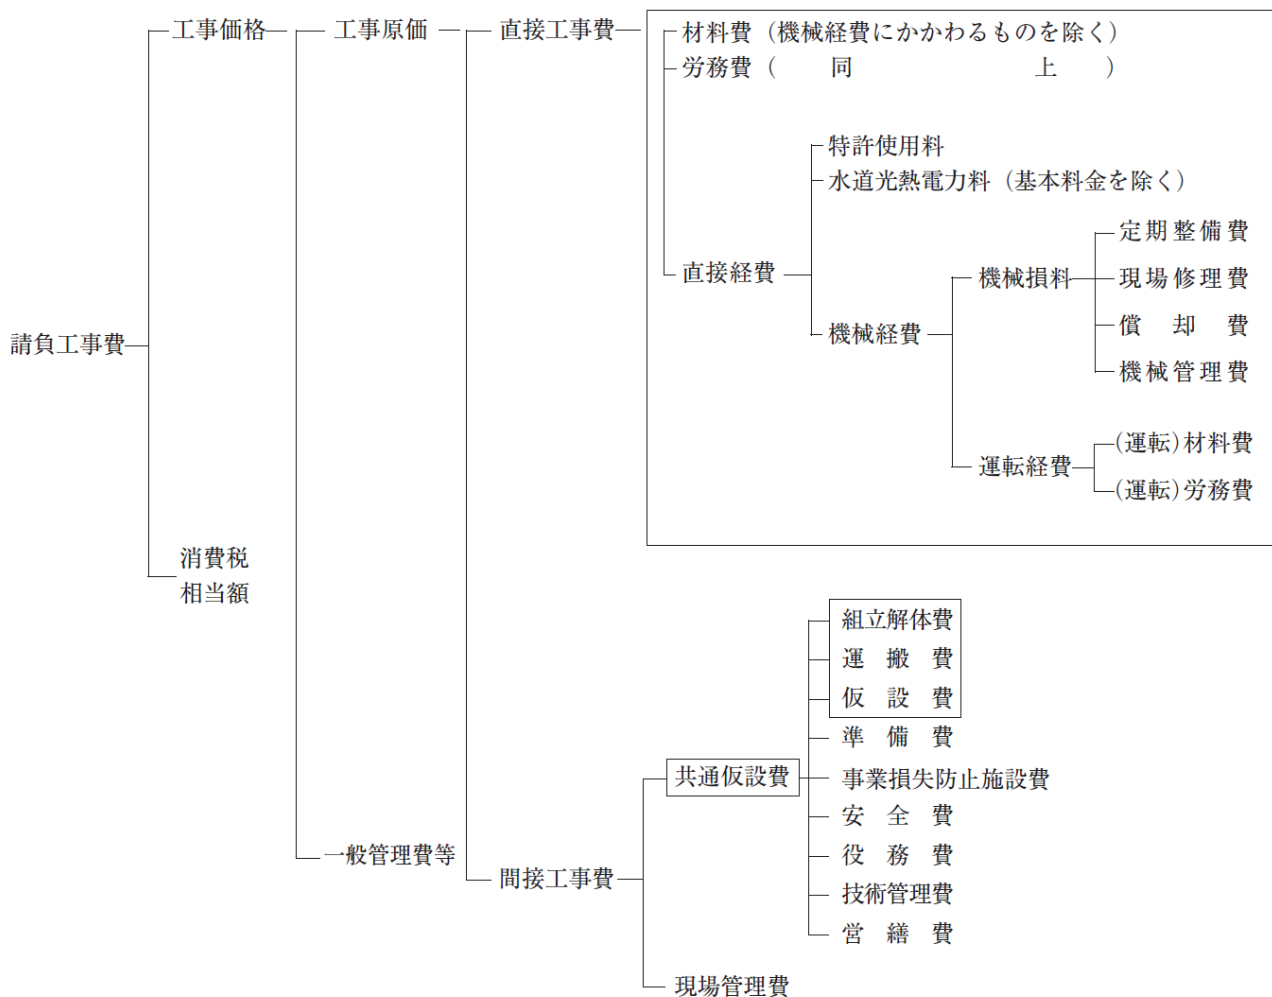 工事価格
工事原価
直接工事費
材料費（機械経費にかかわるものを除く）
労務費（ 同 上 ）
特許使用料
水道光熱電力料（基本料金を除く）
直接経費
機械経費
機械損料
定期整備費
現場修理費
償却費
機械管理費
運転経費
(運転)材料費
(運転)労務費
請負工事費
消費税
相当額
一般管理費等
間接工事費
共通仮設費
組立解体費
運搬費
仮設費
準備費
事業損失防止施設費
安全費
役務費
技術管理費
営繕費
現場管理費